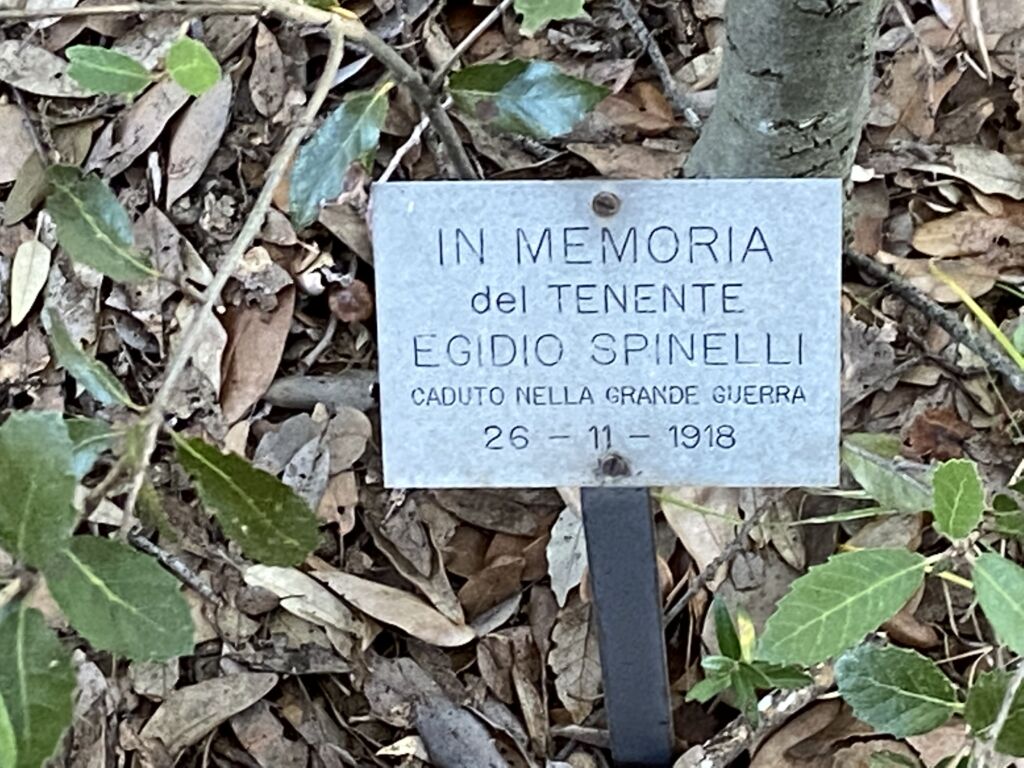 IN MEMORIA
del TENENTE
EGIDIO SPINELLI
CADUTO NELLA GRANDE GUERRA
26 - 11 - 1918